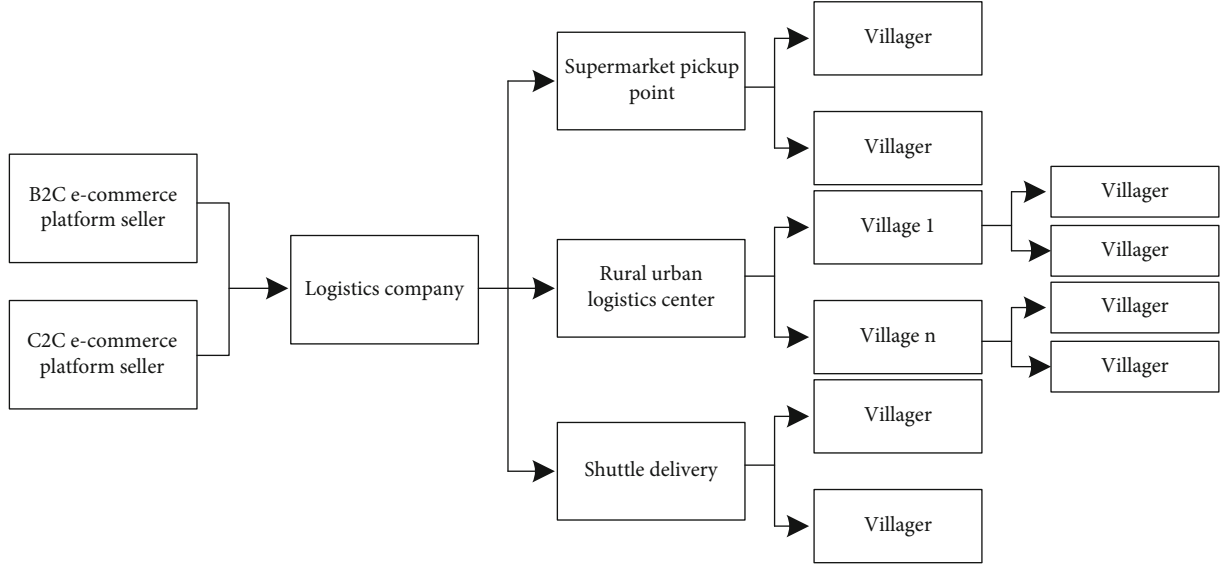 B2C e-commerce
platform seller
C2C e-commerce
platform seller
Logistics company
Supermarket pickup
point
Rural urban
logistics center
Shuttle delivery
Villager
Villager
Village 1
Village n
Villager
Villager
Villager
Villager
Villager
Villager